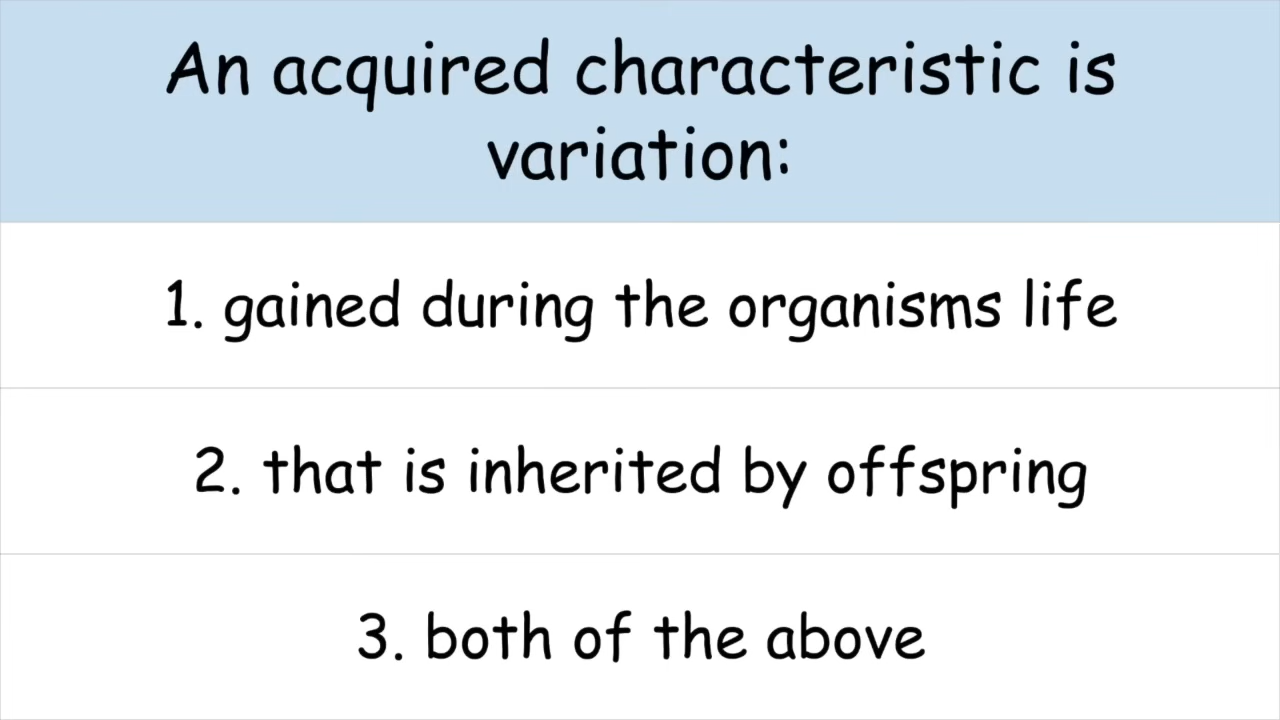 An acquired characteristic is
variation:
1. gained during the organisms life
2. that is inherited by offspring
3. both of the above